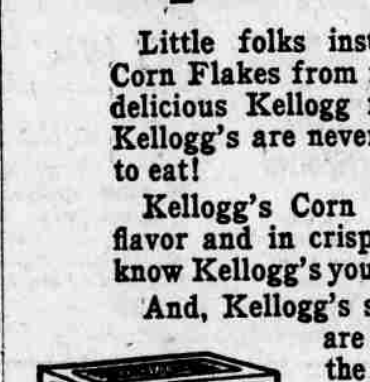 Little folks ins
Corn Flakes from
delicious Kellogg
Kellogg's are never
to eat!
Kellogg's Corn
flavor and in crisp
know Kellogg's you
And, Kellogg's s
are
the